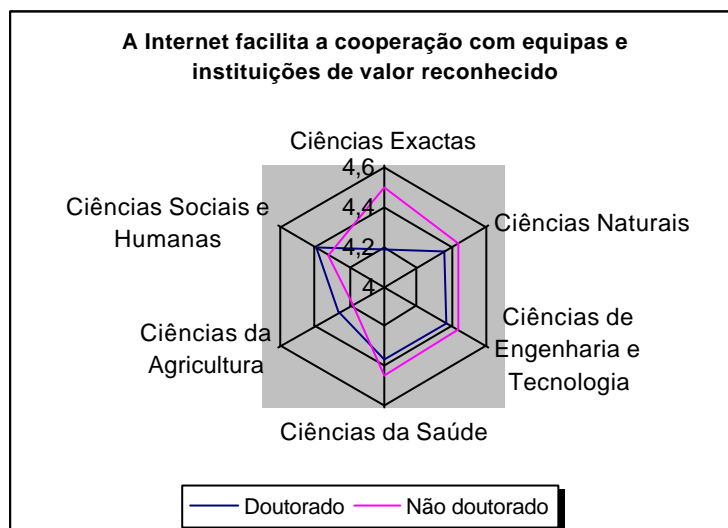 A Internet facilita a cooperação com equipas e
instituições de valor reconhecido
Ciências Exactas
4,6
4,4
4,2
4
Ciências Naturais
Ciências de
Engenharia e
Tecnologia
Ciências da Saúde
Ciências da
Agricultura
Ciências Sociais e
Humanas
Doutorado
Não doutorado